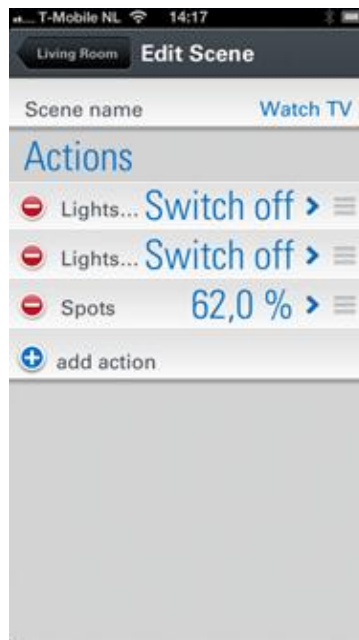 T-Mobile NL 14:17
Living Room Edit Scene
Scene name Watch TV
Actions
Lights... Switch off
Lights... Switch off
Spots 62,0 %
add action